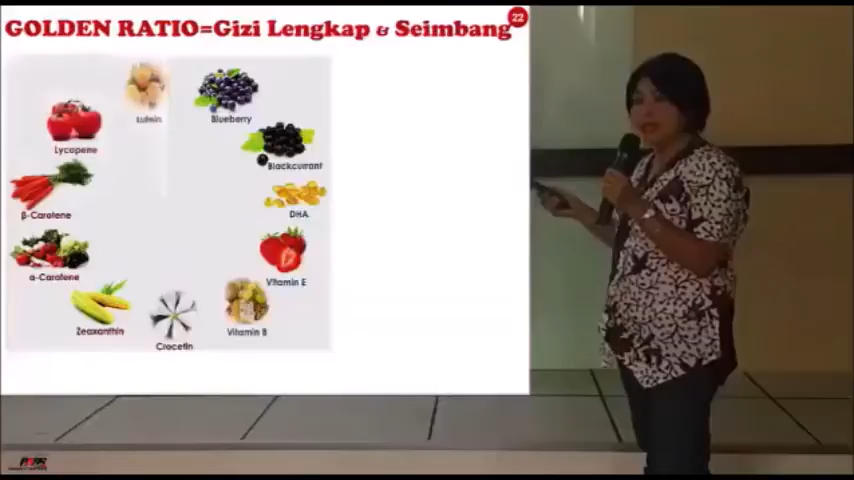 GOLDEN RATIO=Gizi Lengkap & Seimbang
22
Lutein
Blueberry
Lycopene
Blackcurrant
β-Carotene
DHA
α-Carotene
Vitamin E
Zeaxanthin
Vitamin B
Crocetin